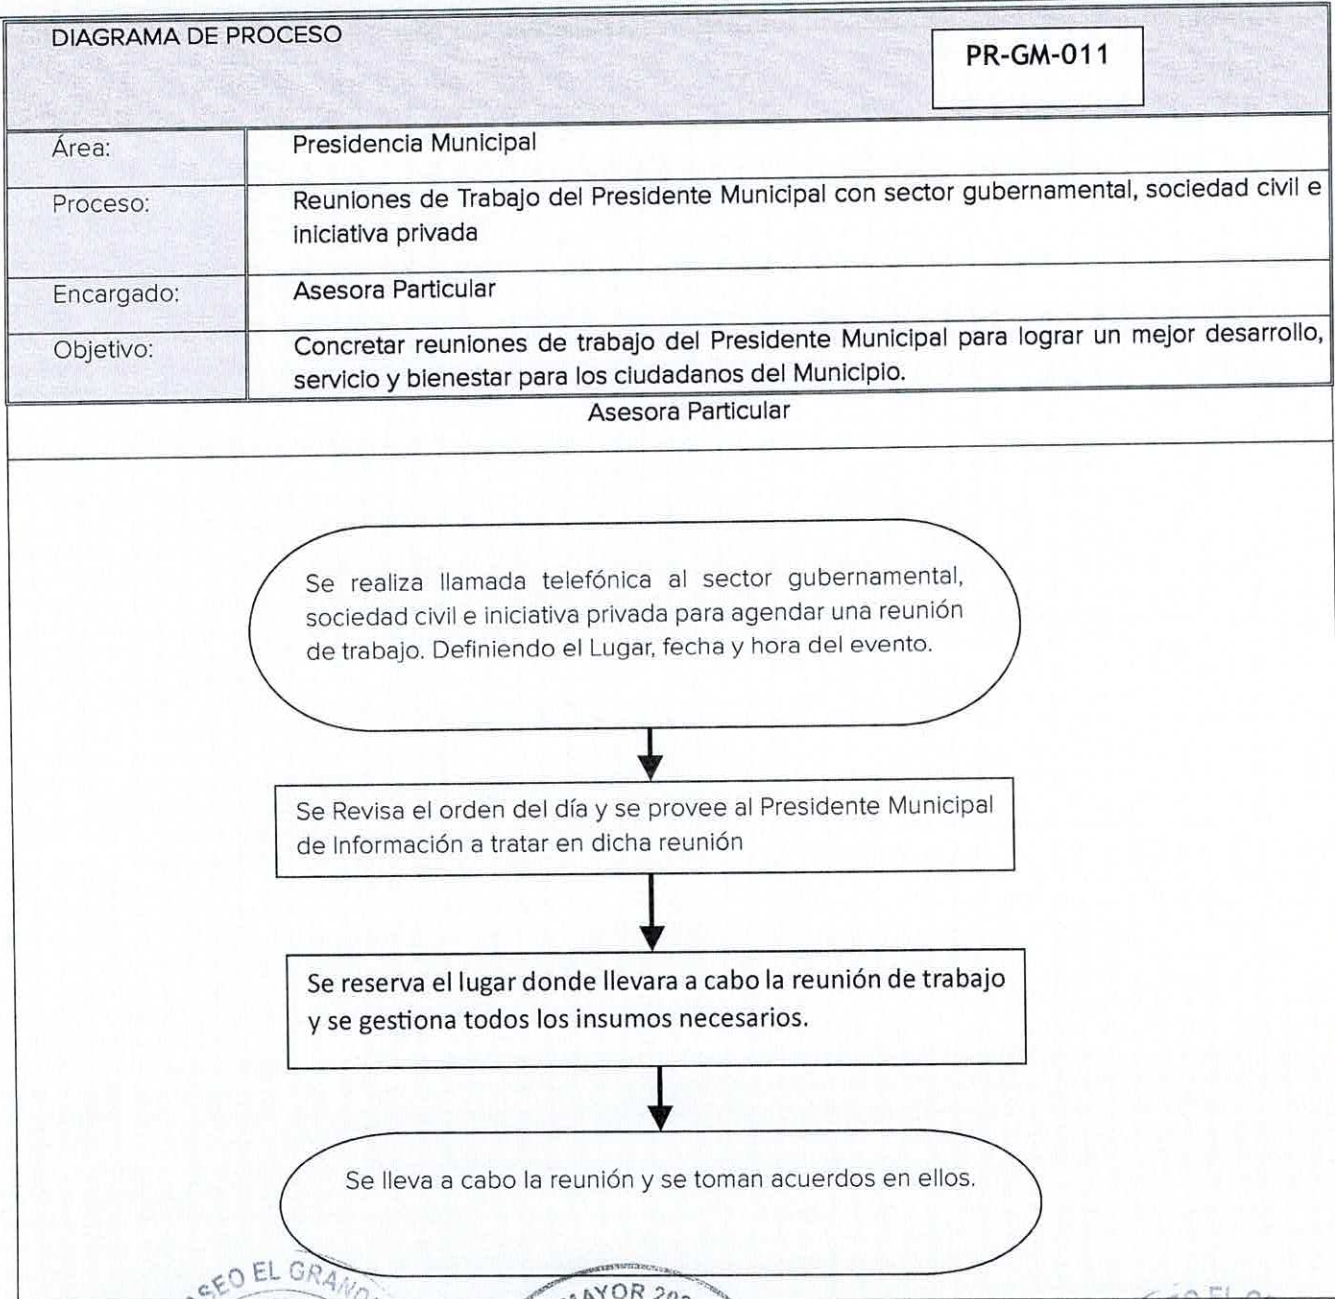 DIAGRAMA DE PROCESO
PR-GM-011
Área:
Presidencia Municipal
Proceso:
Reuniones de Trabajo del Presidente Municipal con sector gubernamental, sociedad civil e
iniciativa privada
Encargado:
Asesora Particular
Objetivo:
Concretar reuniones de trabajo del Presidente Municipal para lograr un mejor desarrollo,
servicio y bienestar para los ciudadanos del Municipio.
Asesora Particular
Se realiza llamada telefónica al sector gubernamental,
sociedad civil e iniciativa privada para agendar una reunión
de trabajo. Definiendo el Lugar, fecha y hora del evento.
Se Revisa el orden del día y se provee al Presidente Municipal
de Información a tratar en dicha reunión
Se reserva el lugar donde llevara a cabo la reunión de trabajo
y se gestiona todos los insumos necesarios.
Se lleva a cabo la reunión y se toman acuerdos en ellos.
EL